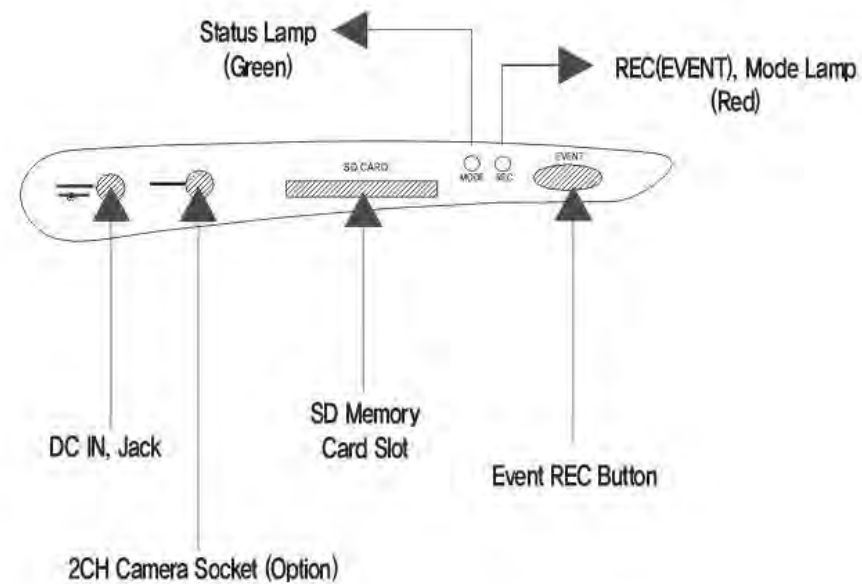 Status Lamp
(Green)
REC(EVENT), Mode Lamp
(Red)
SD CARD
MODE
REC
EVENT
DC IN, Jack
SD Memory
Card Slot
Event REC Button
2CH Camera Socket (Option)